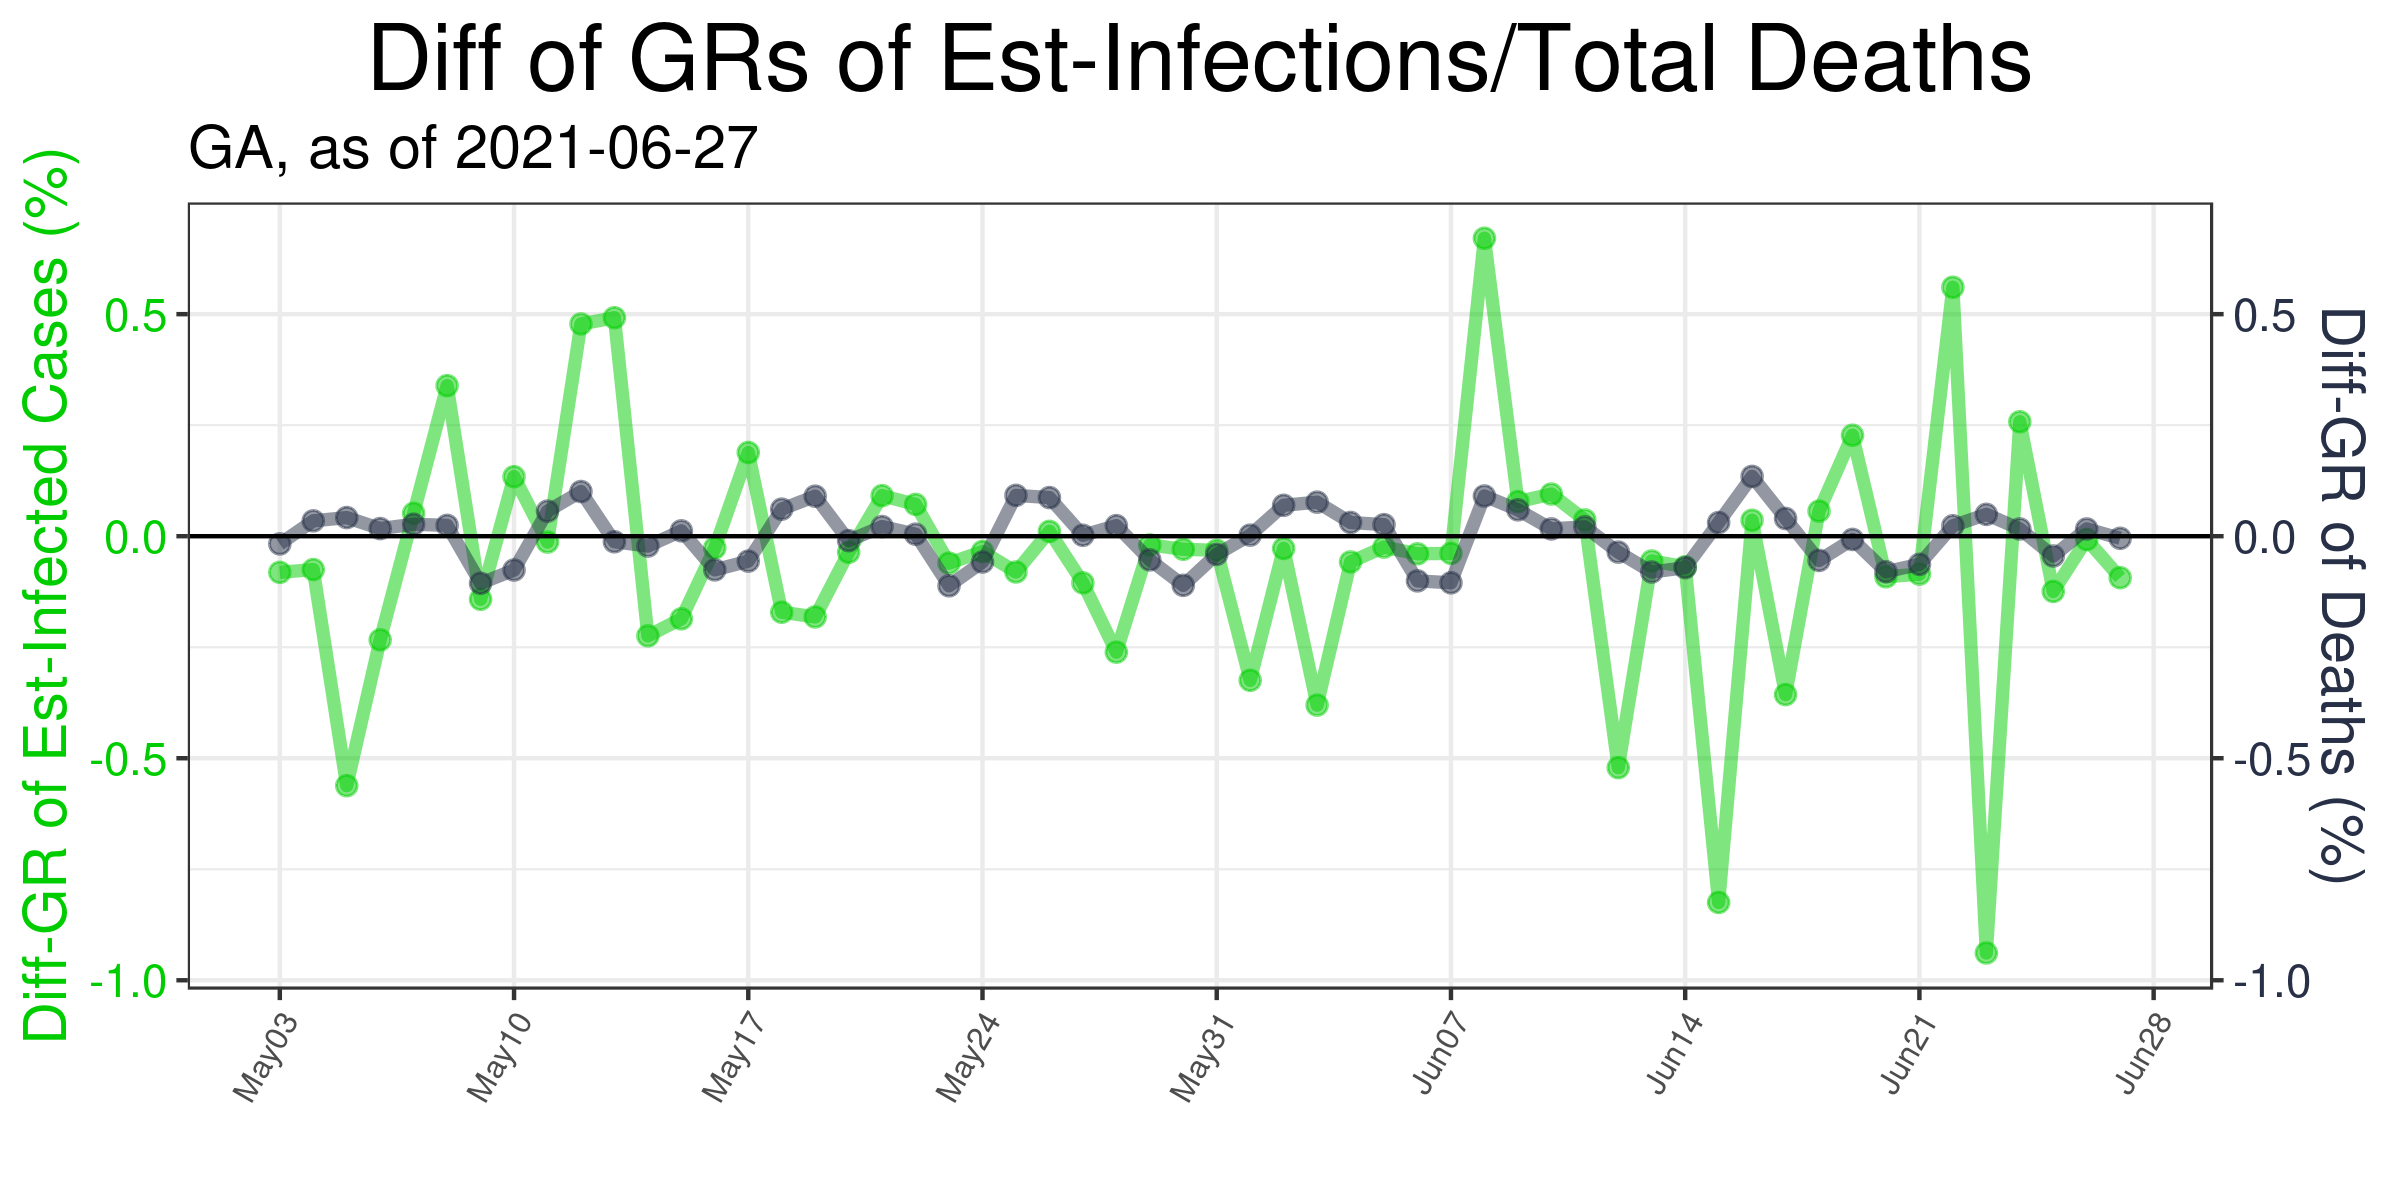 Diff of GRs of Est-Infections/Total Deaths
GA, as of 2021-06-27
Diff-GR of Est-Infected Cases (%)
0.5
0.0
-0.5
-1.0
0.5
0.0
-0.5
-1.0
Diff-GR of Deaths (%)
May03
May10
May17
May24
May31
Jun07
Jun14
Jun21
Jun28